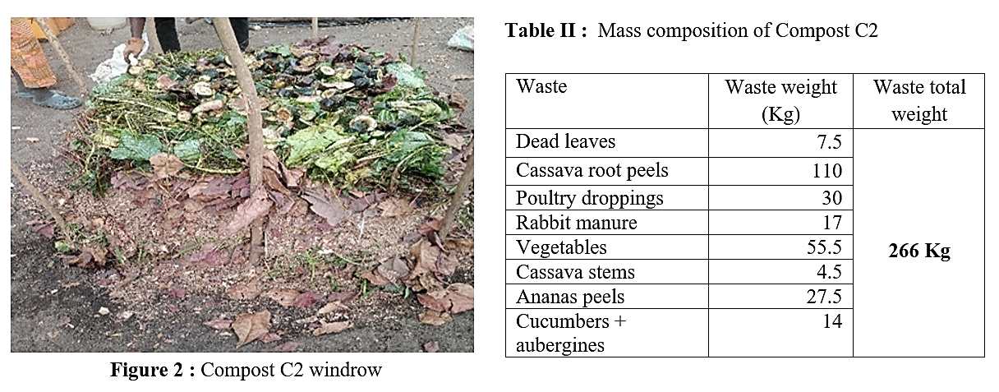 Table II : Mass composition of Compost C2
Waste
Waste weight
(Kg)
Waste total
weight
Dead leaves
7.5
Cassava root peels
110
Poultry droppings
30
Rabbit manure
17
Vegetables
55.5
Cassava stems
4.5
Ananas peels
27.5
Cucumbers +
aubergines
14
266 Kg
Figure 2 : Compost C2 windrow